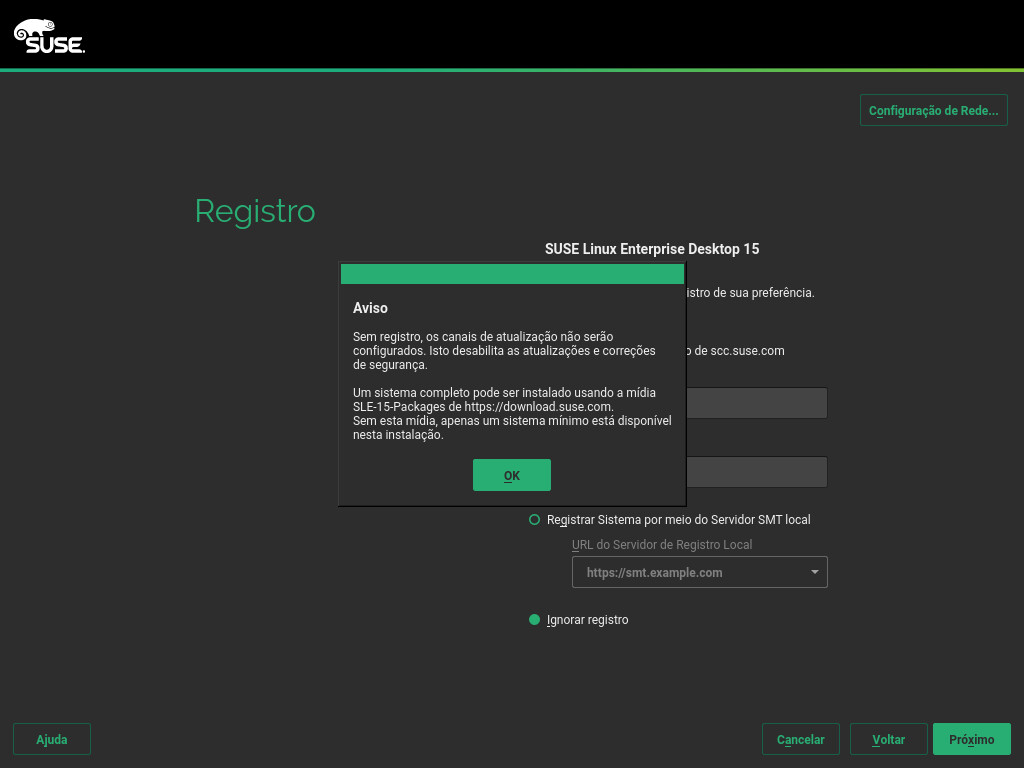 SUSE.
Configuração de Rede...
Registro
SUSE Linux Enterprise Desktop 15
istro de sua preferência.
Aviso
Sem registro, os canais de atualização não serão
configurados. Isto desabilita as atualizações e correções
de segurança.
de scc.suse.com
Um sistema completo pode ser instalado usando a mídia
SLE-15-Packages de https://download.suse.com.
Sem esta mídia, apenas um sistema mínimo está disponível
nesta instalação.
OK
Registrar Sistema por meio do Servidor SMT local
URL do Servidor de Registro Local
https://smt.example.com
Ignorar registro
Ajuda
Cancelar
Voltar
Próximo